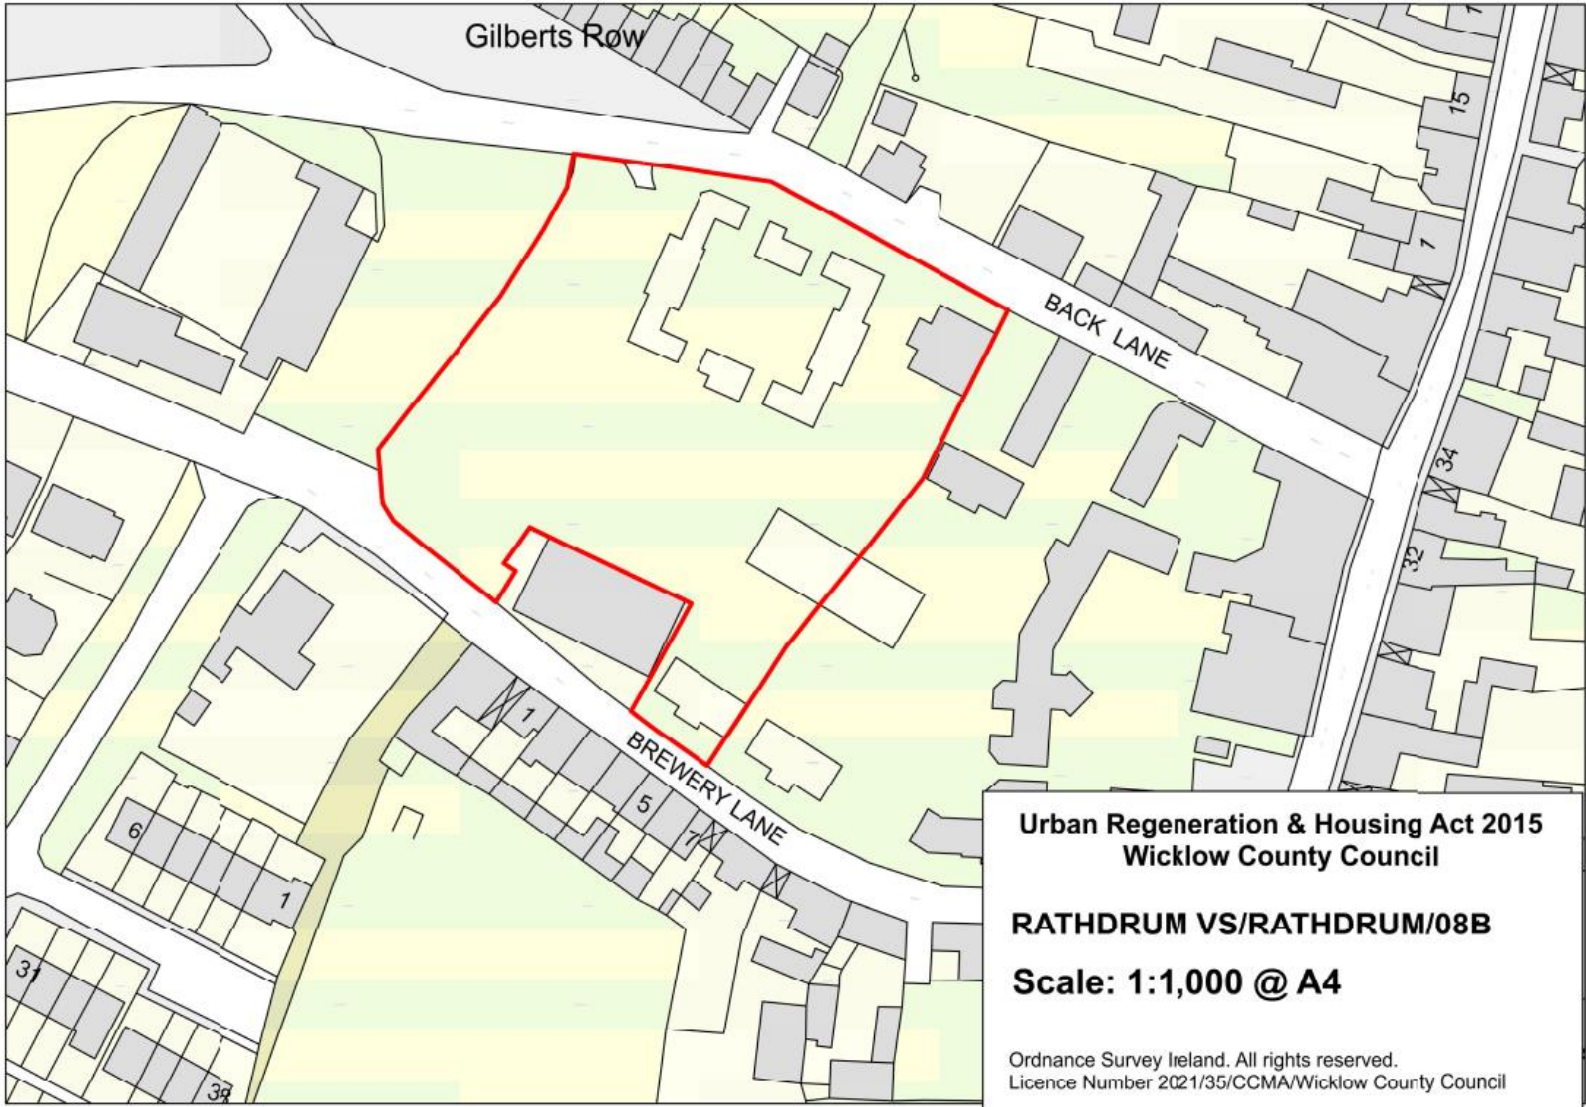 Gilberts Row
1
15
1
BACK LANE
34
32
1
BREWERY LANE
5
7
6
1
31
38
Urban Regeneration & Housing Act 2015
Wicklow County Council
RATHDRUM VS/RATHDRUM/08B
Scale: 1:1,000 @ A4
Ordnance Survey Ireland. All rights reserved.
Licence Number 2021/35/CCMA/Wicklow County Council